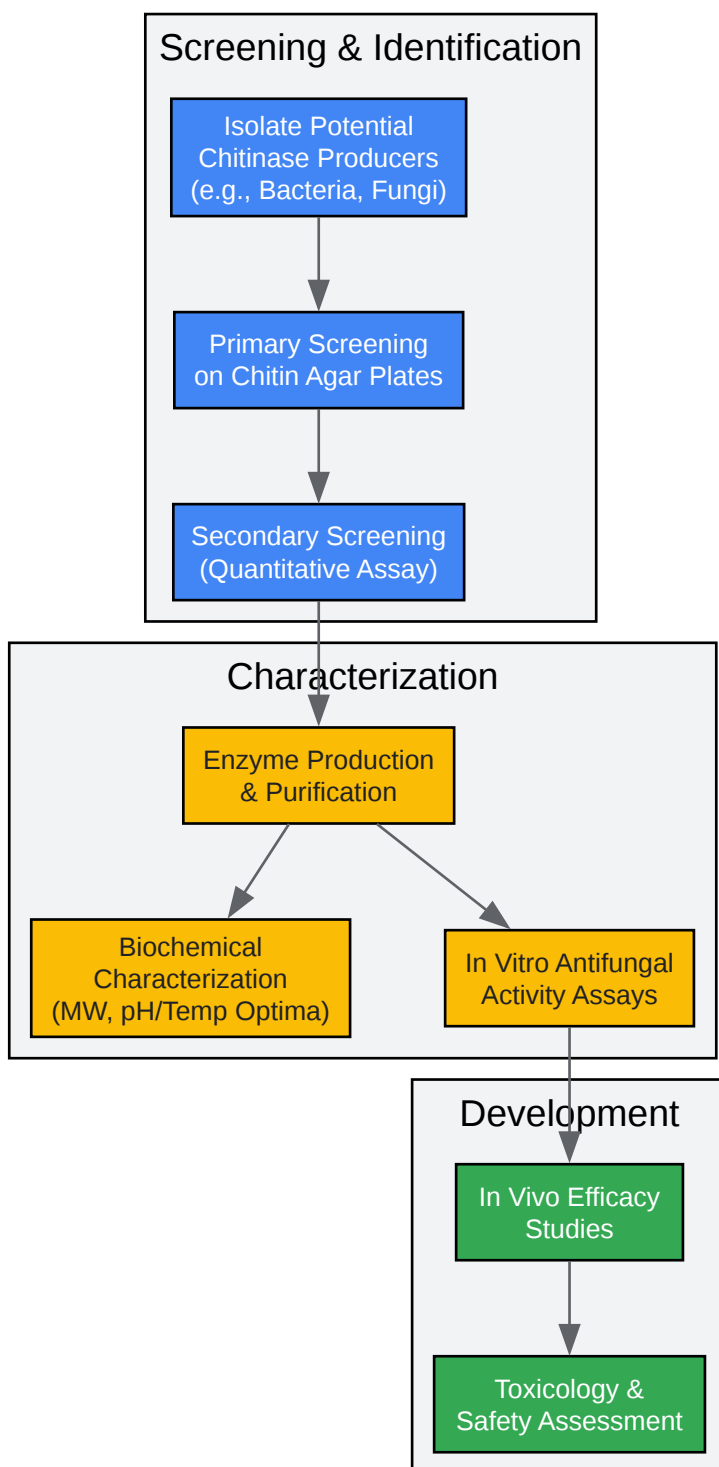 Screening & Identification
Isolate Potential
Chitinase Producers
(e.g., Bacteria, Fungi)
Primary Screening
on Chitin Agar Plates
Secondary Screening
(Quantitative Assay)
Characterization
Enzyme Production
& Purification
Biochemical
Characterization
(MW, pH/Temp Optima)
In Vitro Antifungal
Activity Assays
Development
In Vivo Efficacy
Studies
Toxicology &
Safety Assessment